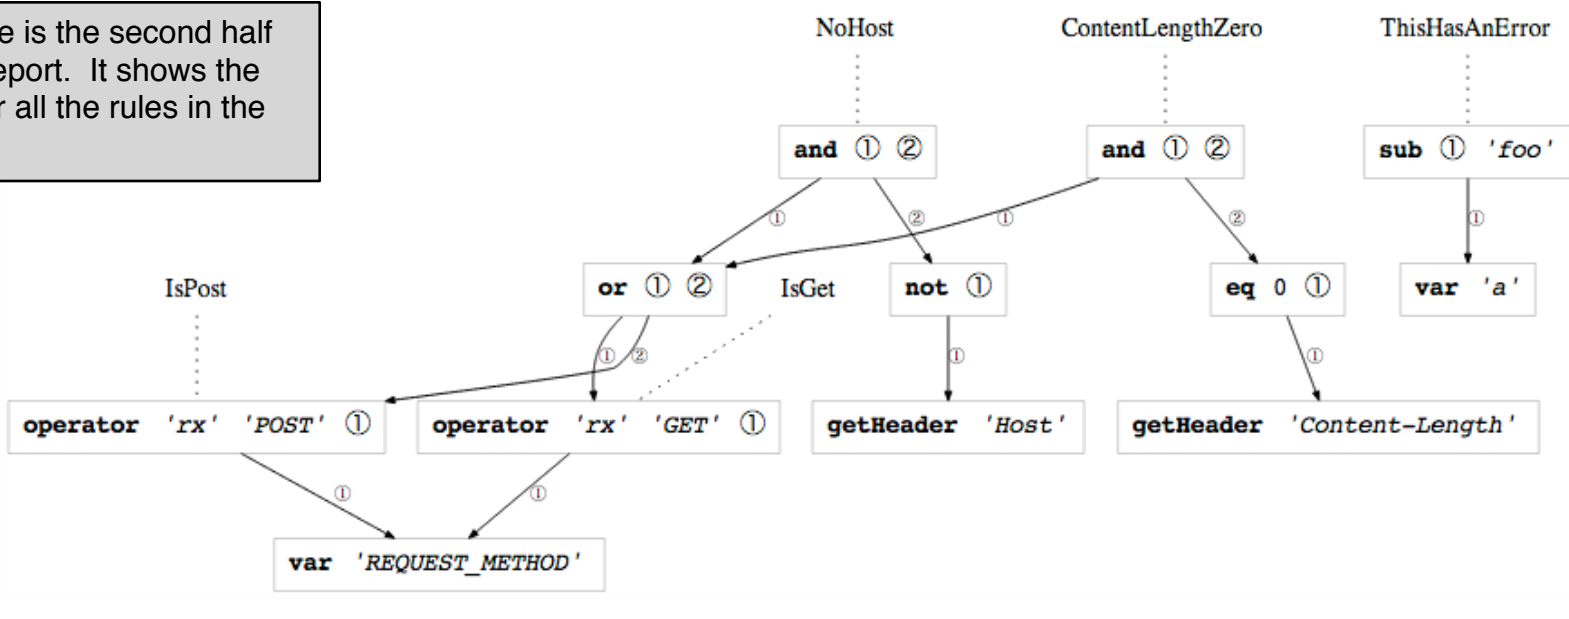 e is the second half
eport.  It shows the
r all the rules in the
NoHost
ContentLengthZero
ThisHasAnError
and ① ②
and ① ②
sub ① 'foo'
①
②
①
②
①
IsPost
or ① ②
IsGet
not ①
eq 0 ①
var 'a'
①
②
①
①
operator 'rx' 'POST' ①
operator 'rx' 'GET' ①
getHeader 'Host'
getHeader 'Content-Length'
①
①
var 'REQUEST_METHOD'